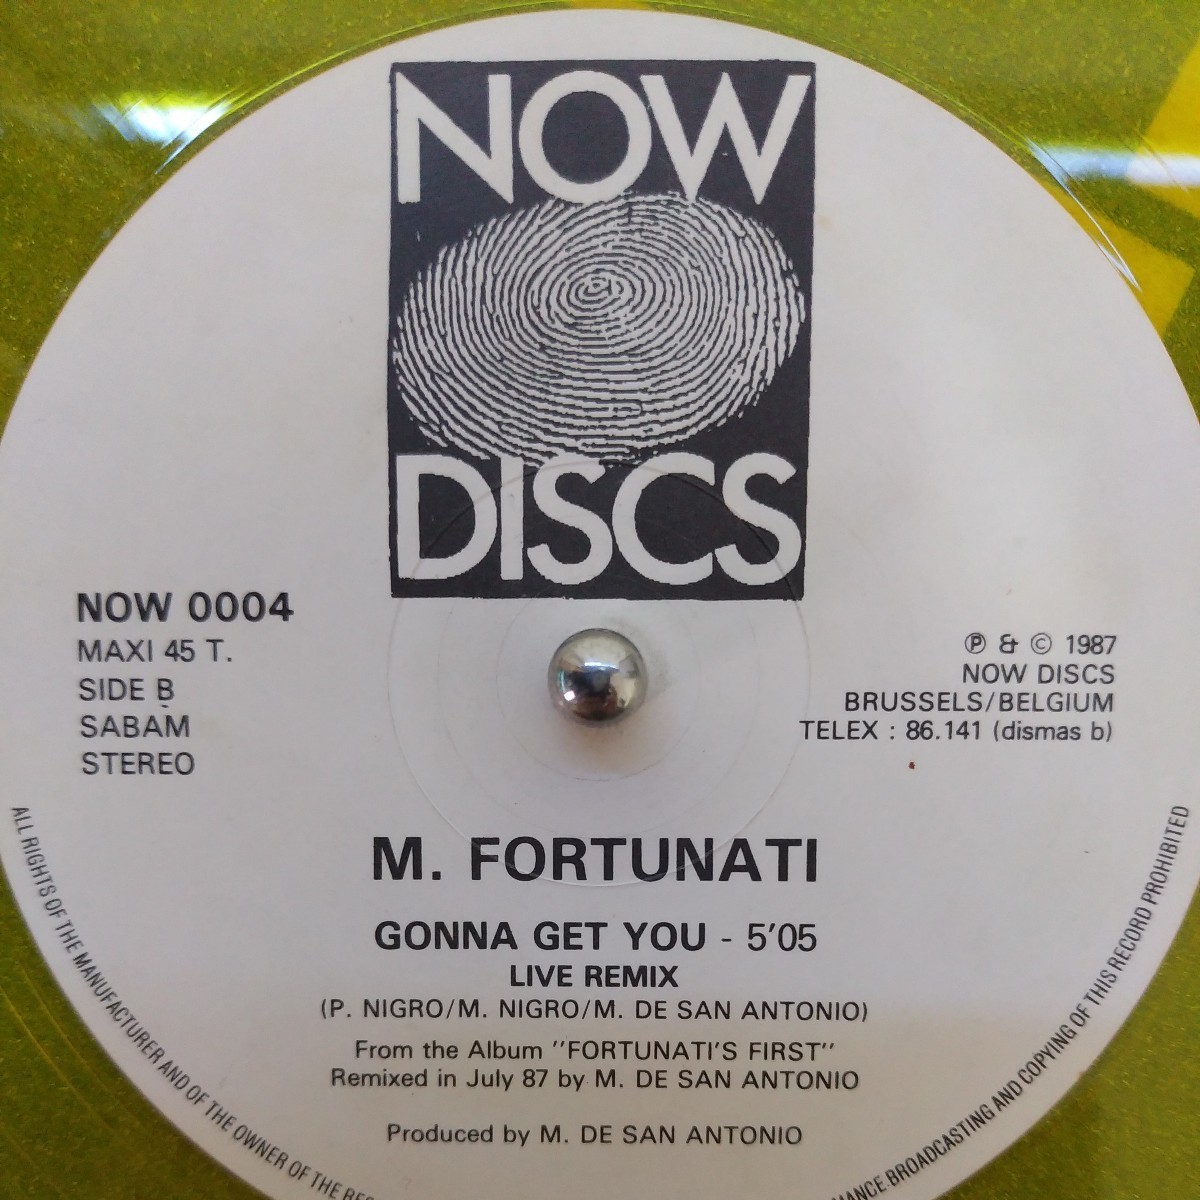 NOW
DISCS
NOW 0004
MAXI 45 T.
SIDE B
SABAM
STEREO
Ⓟ & © 1987
NOW DISCS
BRUSSELS/BELGIUM
TELEX : 86.141 (dismas b)
M. FORTUNATI
GONNA GET YOU - 5'05
LIVE REMIX
(P. NIGRO/M. NIGRO/M. DE SAN ANTONIO)
From the Album "FORTUNATI'S FIRST"
Remixed in July 87 by M. DE SAN ANTONIO
Produced by M. DE SAN ANTONIO
ALL RIGHTS OF THE MANUFACTURER AND OF THE OWNER OF THE
BROADCASTING AND COPYING OF THIS RECORD PROHIBITED